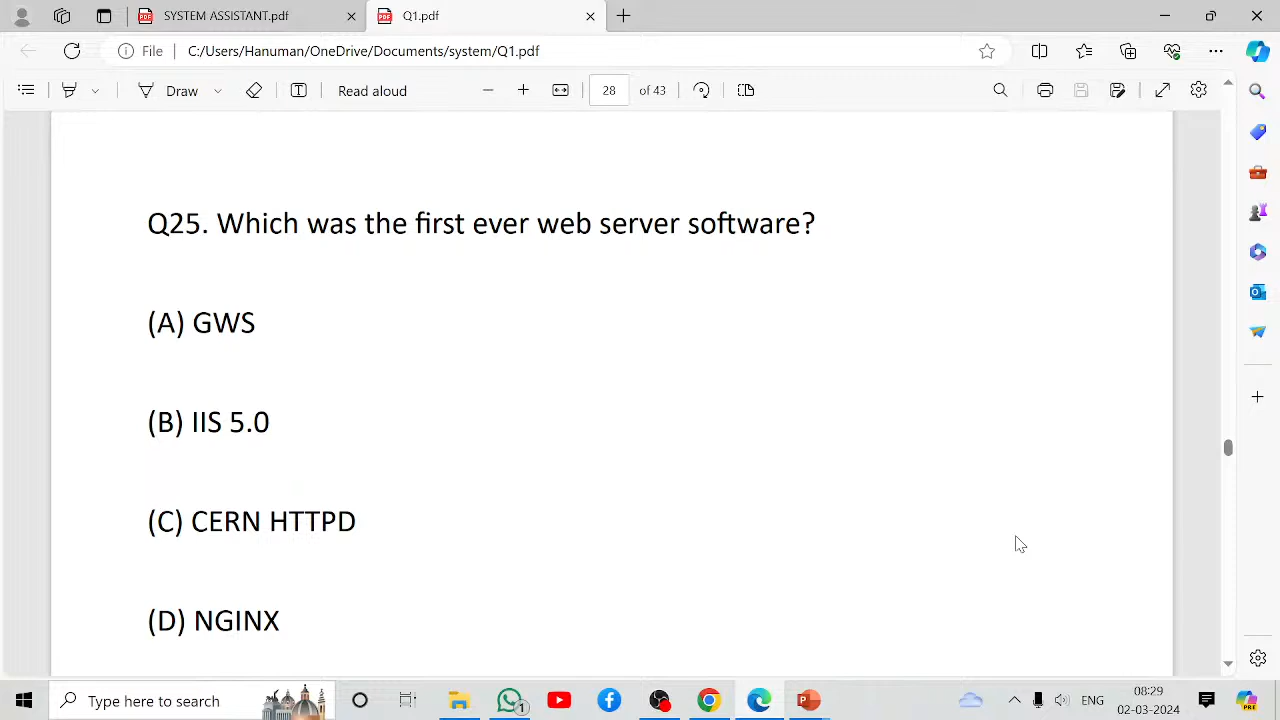 SYSTEM ASSISTANT.pdf
Q1.pdf
File
C:/Users/Hanuman/OneDrive/Documents/system/Q1.pdf
Draw
Read aloud
28
of 43
Q25. Which was the first ever web server software?
(A) GWS
(B) IIS 5.0
(C) CERN HTTPD
(D) NGINX
Type here to search
1
ENG
08:29
02-03-2024